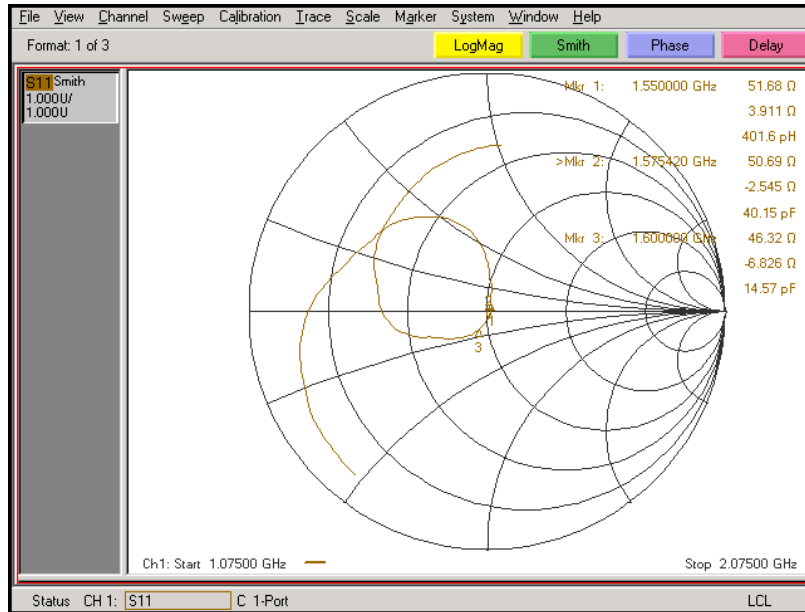 File View Channel Sweep Calibration Trace Scale Marker System Window Help
Format: 1 of 3
LogMag Smith Phase Delay
S11 Smith
1.000U/
1.000U
Mkr 1: 1.550000 GHz 51.68 Ω
3.911 Ω
401.6 pH
>Mkr 2: 1.575420 GHz 50.69 Ω
-2.545 Ω
40.15 pF
Mkr 3: 1.600000 GHz 46.32 Ω
-6.826 Ω
14.57 pF
3
Ch1: Start 1.07500 GHz
Stop 2.07500 GHz
Status CH 1: S11 C 1-Port LCL